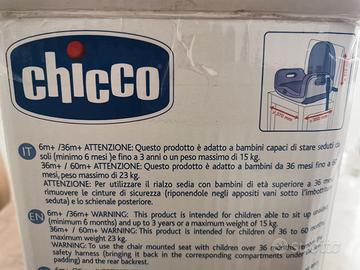 chicco
IT
6m+ /36m+ ATTENZIONE: Questo prodotto è adatto a bambini capaci di stare seduti da
soli (minimo 6 mesi) e fino a 3 anni o un peso massimo di 15 kg.
36m+ / 60m+ ATTENZIONE: Questo prodotto è adatto a bambini da 36 mesi fino a 60
mesi, peso massimo di 23 kg.
ATTENZIONE: Per utilizzare il rialzo sedia con bambini di età superiore a 36 mesi
rimuovere le cinture di sicurezza (riponendole negli appositi vani sotto l'imbottitura
seduta) e lo schienale posteriore.
EN
6m+ /36m+ WARNING: This product is intended for children able to sit up
(minimum 6 months) and up to 3 years or a maximum weight of 15 kg.
36m+ / 60m+ WARNING: This product is intended for children of 36 to 60 months
maximum weight 23 kg.
WARNING: To use the chair mounted seat with children over 36
safety harness (bringing it back in the corresponding compartments
padding) and the rear backrest.